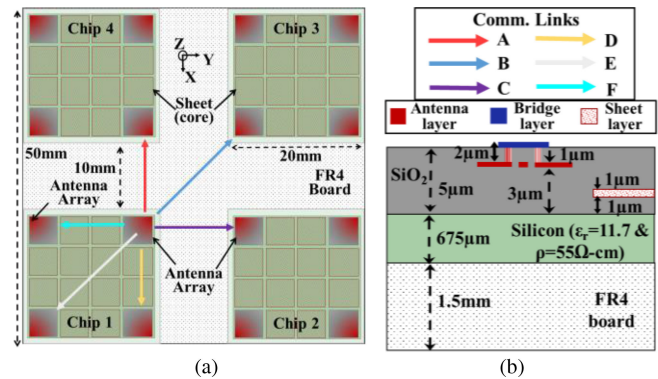 Chip 4
Chip 3
Z
Y
X
Sheet
(core)
50mm
10mm
20mm
FR4
Board
Antenna
Array
Antenna
Array
Chip 1
Chip 2
(a)
Comm. Links
A
D
B
E
C
F
Antenna
layer
Bridge
layer
Sheet
layer
2μm
1μm
SiO₂
5μm
3μm
1μm
1μm
675μm
Silicon (εᵣ=11.7 &
ρ=55Ω-cm)
1.5mm
FR4
board
(b)